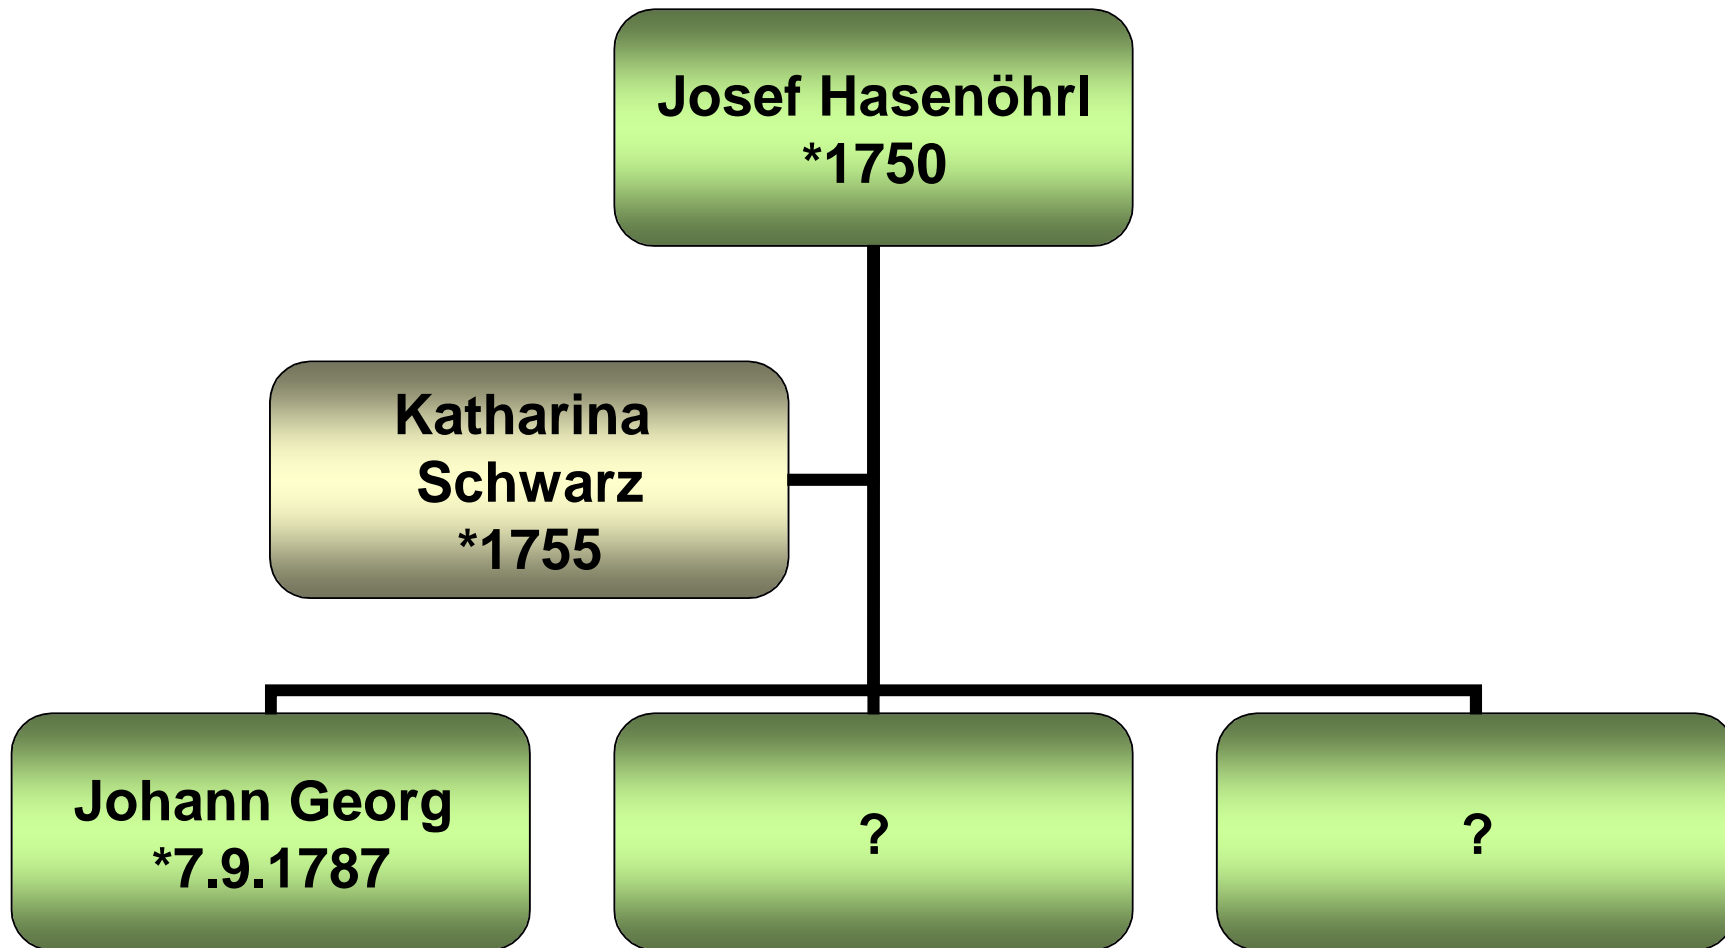 Josef Hasenöhrl
*1750
Katharina
Schwarz
*1755
Johann Georg
*7.9.1787
?
?